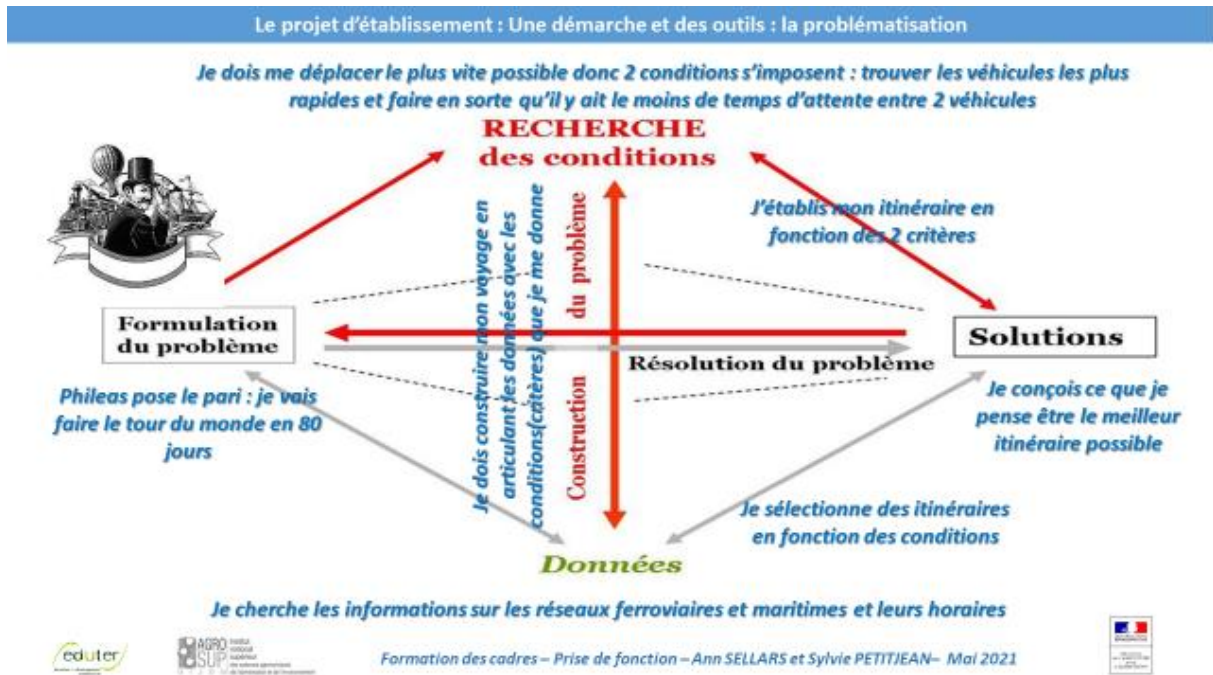 Le projet d'établissement : Une démarche et des outils : la problématisation
Je dois me déplacer le plus vite possible donc 2 conditions s'imposent : trouver les véhicules les plus
rapides et faire en sorte qu'il y ait le moins de temps d'attente entre 2 véhicules
RECHERCHE
des conditions
J'établis mon itinéraire en
fonction des 2 critères
Je dois construire mon voyage en
articulant les données avec les
conditions(critères) que je me donne
Construction du problème
Formulation
du problème
Solutions
Résolution du problème
Phileas pose le pari : je vais
faire le tour du monde en 80
jours
Je conçois ce que je
pense être le meilleur
itinéraire possible
Je sélectionne des itinéraires
en fonction des conditions
Données
Je cherche les informations sur les réseaux ferroviaires et maritimes et leurs horaires
eduter
AGRO
SUP
Institut
national
supérieur
Formation des cadres – Prise de fonction – Ann SELLARS et Sylvie PETITJEAN– Mai 2021